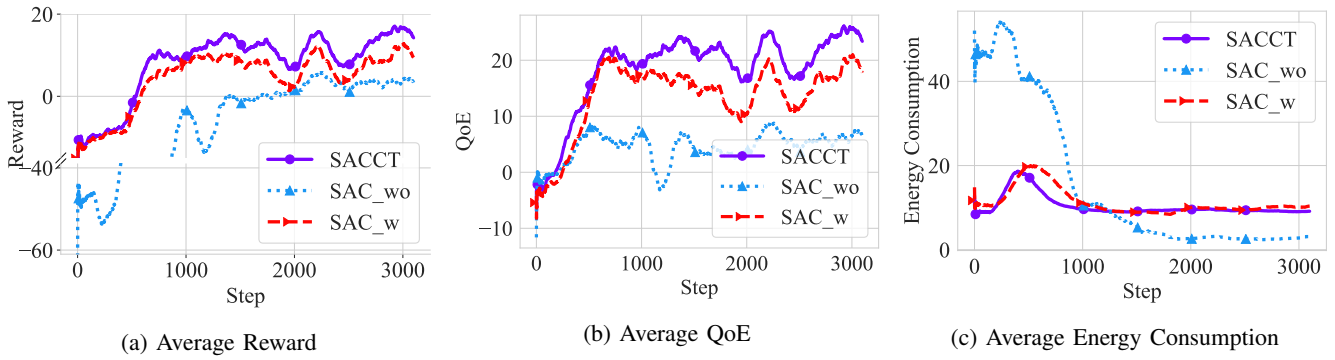 20
0
−40
−60
Reward
0
1000
2000
3000
Step
SACCT
SAC_wo
SAC_w
(a) Average Reward
20
10
0
−10
QoE
0
1000
2000
3000
Step
SACCT
SAC_wo
SAC_w
(b) Average QoE
40
20
0
Energy Consumption
0
1000
2000
3000
Step
SACCT
SAC_wo
SAC_w
(c) Average Energy Consumption